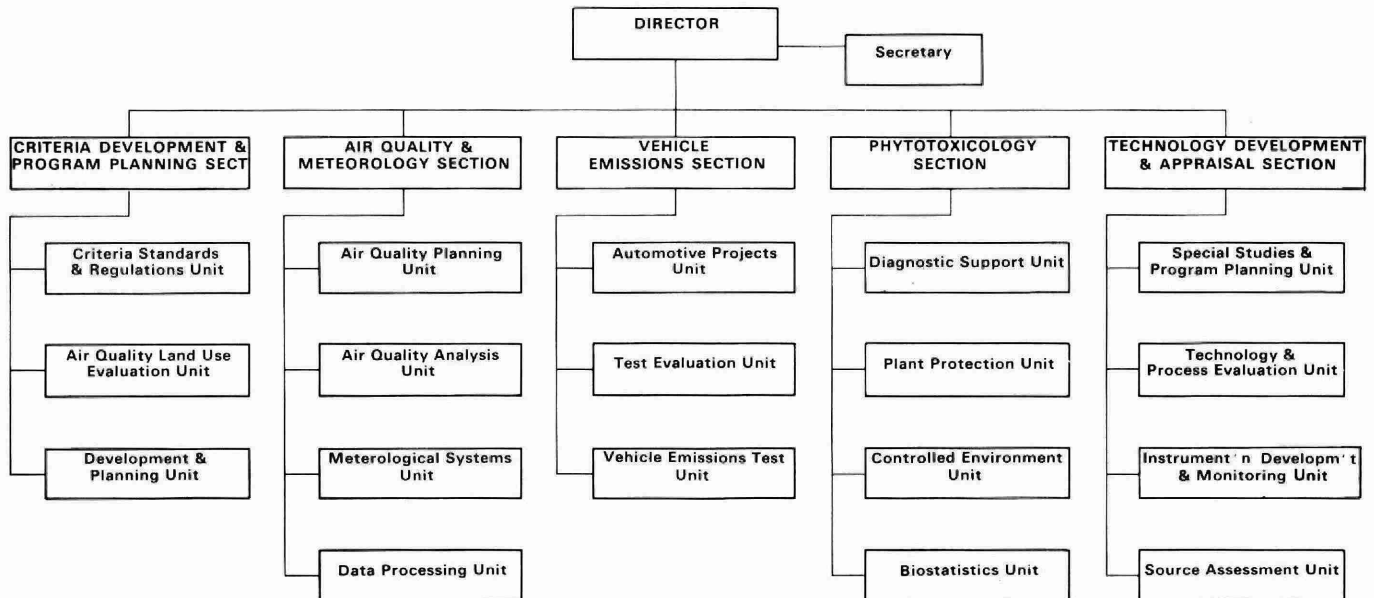 DIRECTOR
Secretary
CRITERIA DEVELOPMENT &
PROGRAM PLANNING SECT
AIR QUALITY &
METEOROLOGY SECTION
VEHICLE
EMISSIONS SECTION
PHYTOTOXICOLOGY
SECTION
TECHNOLOGY DEVELOPMENT
& APPRAISAL SECTION
Criteria Standards
& Regulations Unit
Air Quality Planning
Unit
Automotive Projects
Unit
Diagnostic Support Unit
Special Studies &
Program Planning Unit
Air Quality Land Use
Evaluation Unit
Air Quality Analysis
Unit
Test Evaluation Unit
Plant Protection Unit
Technology &
Process Evaluation Unit
Development &
Planning Unit
Meterological Systems
Unit
Vehicle Emissions Test
Unit
Controlled Environment
Unit
Instrument'n Developm't
& Monitoring Unit
Data Processing Unit
Biostatistics Unit
Source Assessment Unit